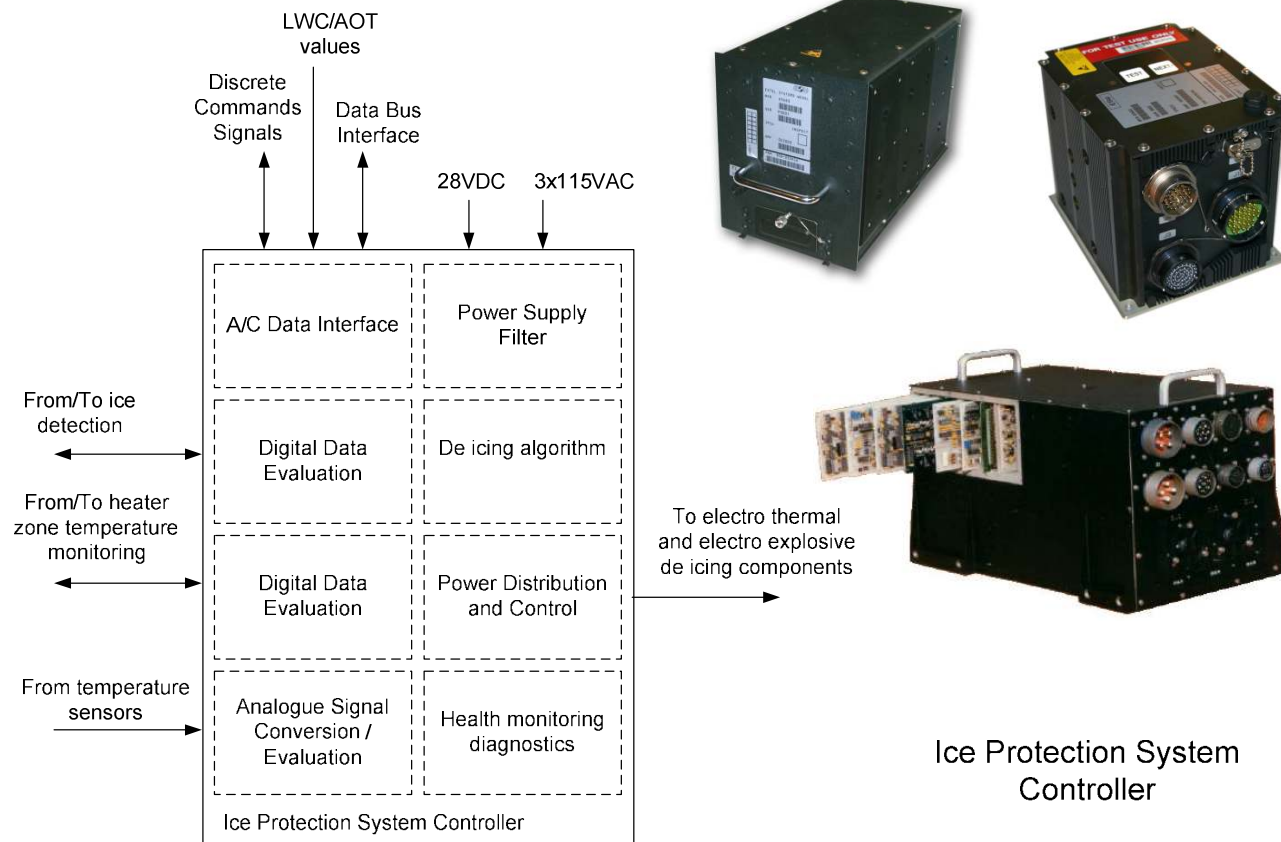 LWC/AOT
values
Discrete
Commands
Signals
Data Bus
Interface
28VDC
3x115VAC
A/C Data Interface
Power Supply
Filter
From/To ice
detection
Digital Data
Evaluation
De icing algorithm
From/To heater
zone temperature
monitoring
Digital Data
Evaluation
Power Distribution
and Control
To electro thermal
and electro explosive
de icing components
From temperature
sensors
Analogue Signal
Conversion /
Evaluation
Health monitoring
diagnostics
Ice Protection System Controller
FOR TEST USE ONLY
TEST
NEXT
Ice Protection System
Controller